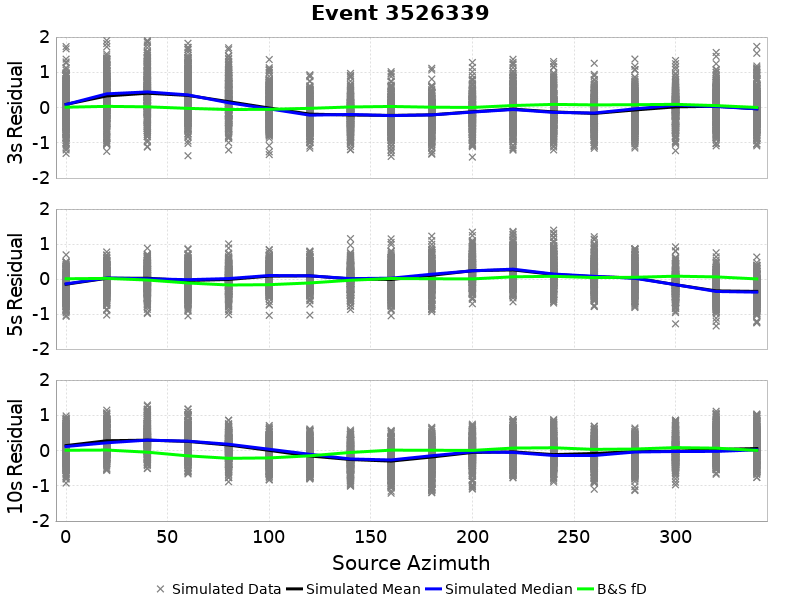 Event 3526339
2
1
0
-1
-2
3s Residual
2
1
0
-1
-2
5s Residual
2
1
0
-1
-2
10s Residual
0 50 100 150 200 250 300
Source Azimuth
Simulated Data Simulated Mean Simulated Median B&S fD